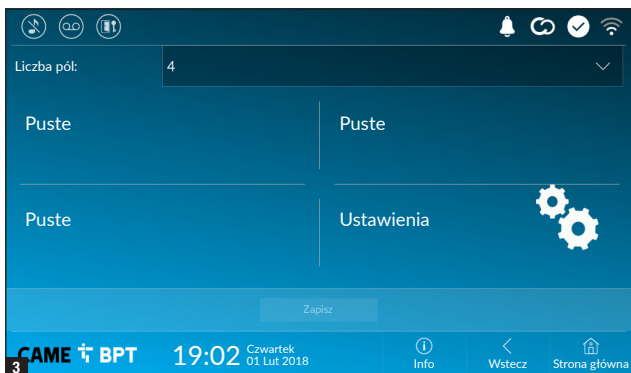 Liczba pól: 4
Puste Puste
Puste Ustawienia
Zapisz
CAME BPT 19:02 Czwartek
01 Lut 2018
Info Wstecz Strona główna
3